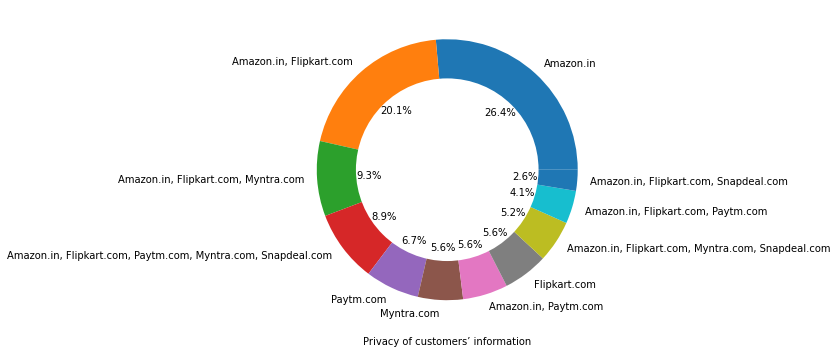 Amazon.in
26.4%
Amazon.in, Flipkart.com
20.1%
Amazon.in, Flipkart.com, Myntra.com
9.3%
Amazon.in, Flipkart.com, Paytm.com, Myntra.com, Snapdeal.com
8.9%
Paytm.com
6.7%
Myntra.com
5.6%
Amazon.in, Paytm.com
5.6%
Flipkart.com
5.6%
Amazon.in, Flipkart.com, Myntra.com, Snapdeal.com
5.2%
Amazon.in, Flipkart.com, Paytm.com
4.1%
Amazon.in, Flipkart.com, Snapdeal.com
2.6%
Privacy of customers’ information